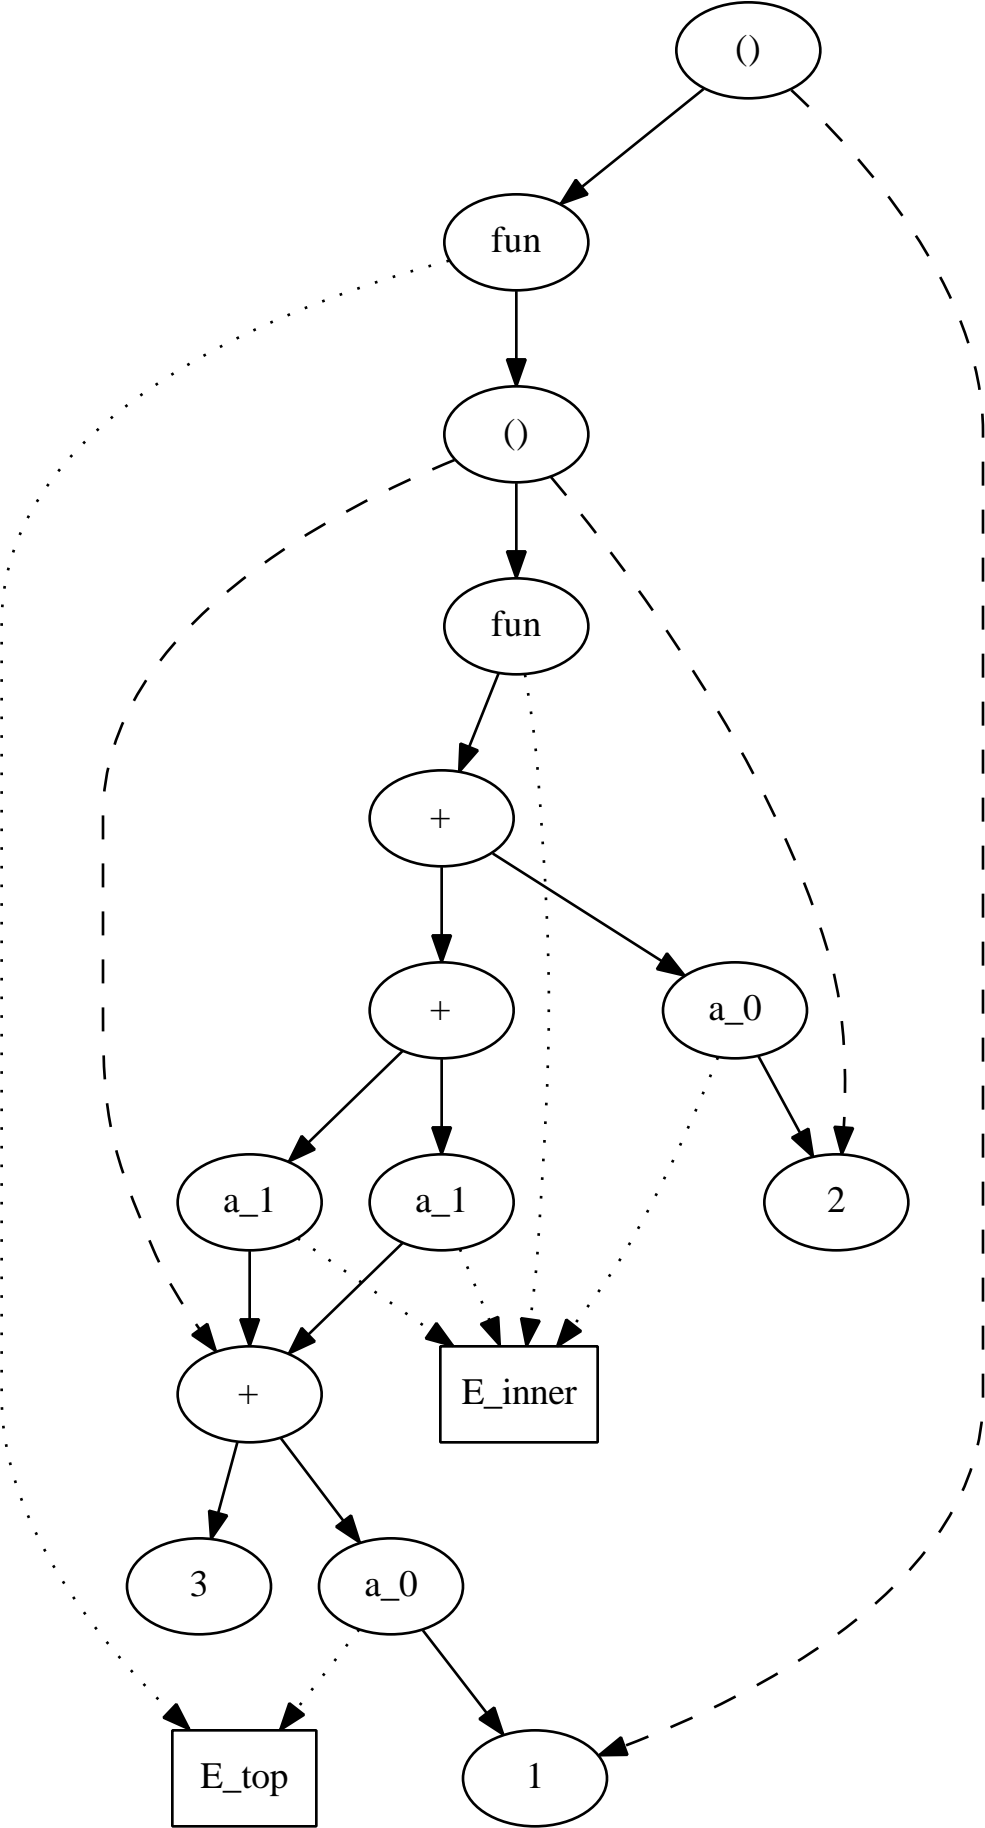 ()
fun
()
fun
+
+
a_0
a_1
a_1
2
+
E_inner
3
a_0
E_top
1